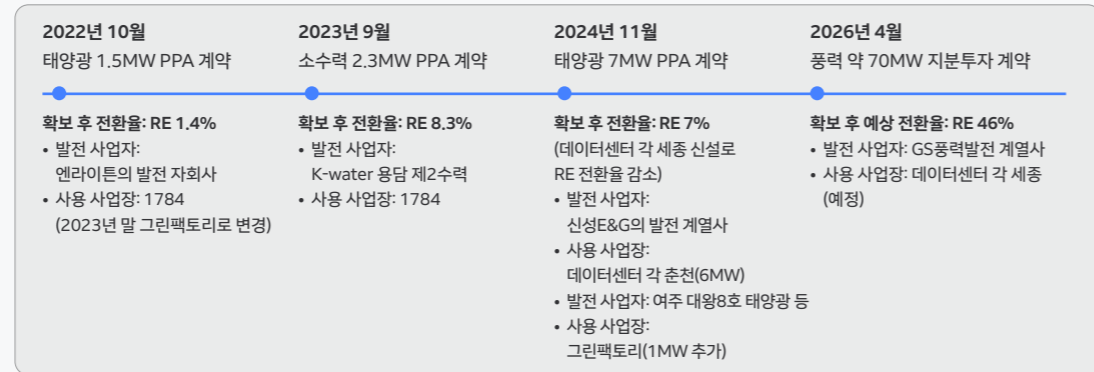 2022년 10월
태양광 1.5MW PPA 계약
확보 후 전환율: RE 1.4%
• 발전 사업자:
엔라이튼의 발전 자회사
• 사용 사업장: 1784
(2023년 말 그린팩토리로 변경)
2023년 9월
소수력 2.3MW PPA 계약
확보 후 전환율: RE 8.3%
• 발전 사업자:
K-water 용담 제2수력
• 사용 사업장: 1784
2024년 11월
태양광 7MW PPA 계약
확보 후 전환율: RE 7%
(데이터센터 각 세종 신설로
RE 전환율 감소)
• 발전 사업자:
신성E&G의 발전 계열사
• 사용 사업장:
데이터센터 각 춘천(6MW)
• 발전 사업자: 여주 대왕8호 태양광 등
• 사용 사업장:
그린팩토리(1MW 추가)
2026년 4월
풍력 약 70MW 지분투자 계약
확보 후 예상 전환율: RE 46%
• 발전 사업자: GS풍력발전 계열사
• 사용 사업장: 데이터센터 각 세종
(예정)